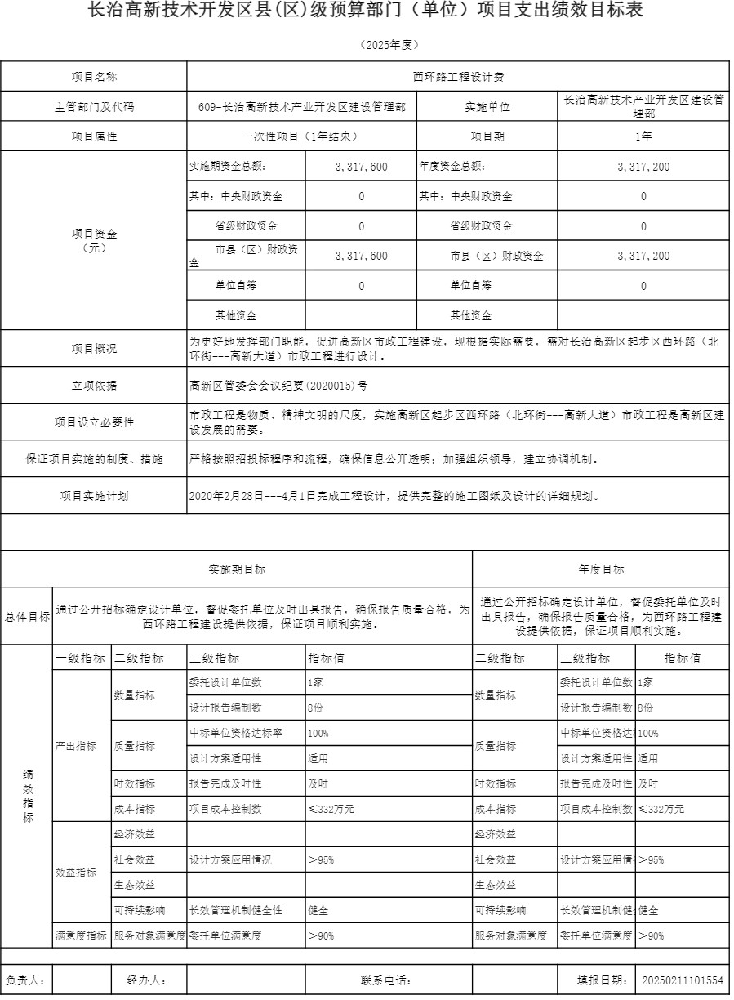 长治高新技术开发区县(区)级预算部门（单位）项目支出绩效目标表
（2025年度）
项目名称 西环路工程设计费
主管部门及代码 609-长治高新技术产业开发区建设管理部 实施单位 长治高新技术产业开发区建设管
理部
项目属性 一次性项目（1年结束） 项目期 1年
项目资金
（元）
实施期资金总额: 3,317,600 年度资金总额: 3,317,200
其中: 中央财政资金 0 其中: 中央财政资金 0
省级财政资金 0 省级财政资金 0
市县（区）财政资
金 3,317,600 市县（区）财政资金 3,317,200
单位自筹 0 单位自筹 0
其他资金 其他资金
项目概况 为更好地发挥部门职能，促进高新区市政工程建设，现根据实际需要，需对长治高新区起步区西环路（北
环街---高新大道）市政工程进行设计。
立项依据 高新区管委会会议纪要(2020015)号
项目设立必要性 市政工程是物质、精神文明的尺度，实施高新区起步区西环路（北环街---高新大道）市政工程是高新区建
设发展的需要。
保证项目实施的制度、措施 严格按照招投标程序和流程，确保信息公开透明；加强组织领导，建立协调机制。
项目实施计划 2020年2月28日---4月1日完成工程设计，提供完整的施工图纸及设计的详细规划。
实施期目标 年度目标
总体目标 通过公开招标确定设计单位，督促委托单位及时出具报告，确保报告质量合格，为
西环路工程建设提供依据，保证项目顺利实施。
通过公开招标确定设计单位，督促委托单位及时
出具报告，确保报告质量合格，为西环路工程建
设提供依据，保证项目顺利实施。
绩
效
指
标
一级指标 二级指标 三级指标 指标值 二级指标 三级指标 指标值
产出指标 数量指标 委托设计单位数 1家 数量指标 委托设计单位数 1家
设计报告编制数 8份 设计报告编制数 8份
质量指标 中标单位资格达标率 100% 质量指标 中标单位资格达 100%
设计方案适用性 适用 设计方案适用性 适用
时效指标 报告完成及时性 及时 时效指标 报告完成及时性 及时
成本指标 项目成本控制数 ≤332万元 成本指标 项目成本控制数 ≤332万元
效益指标 经济效益 经济效益
社会效益 设计方案应用情况 ＞95% 社会效益 设计方案应用情 ＞95%
生态效益 生态效益
可持续影响 长效管理机制健全性 健全 可持续影响 长效管理机制健 健全
满意度指标 服务对象满意度 委托单位满意度 ＞90% 服务对象满意度 委托单位满意度 ＞90%
负责人: 经办人: 联系电话: 填报日期: 20250211101554